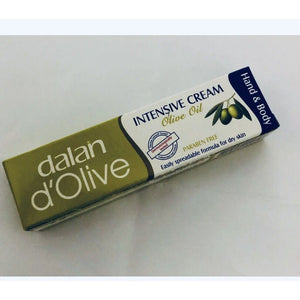 dalan
d'Olive
INTENSIVE CREAM
Olive Oil
PARABEN FREE
Easily spreadable formula for dry skin
Hand & Body